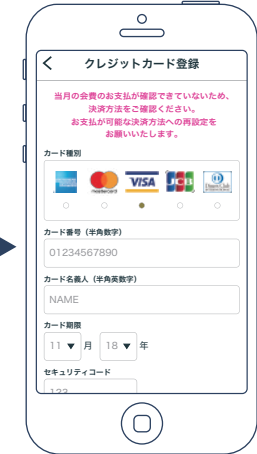 クレジットカード登録
当月の会費のお支払が確認できていないため、
決済方法をご確認ください。
お支払が可能な決済方法への再設定を
お願いいたします。
カード種別
MasterCard VISA JCB Diners Club
カード番号（半角数字）
01234567890
カード名義人（半角英数字）
NAME
カード期限
11 ▼ 月 18 ▼ 年
セキュリティコード
123